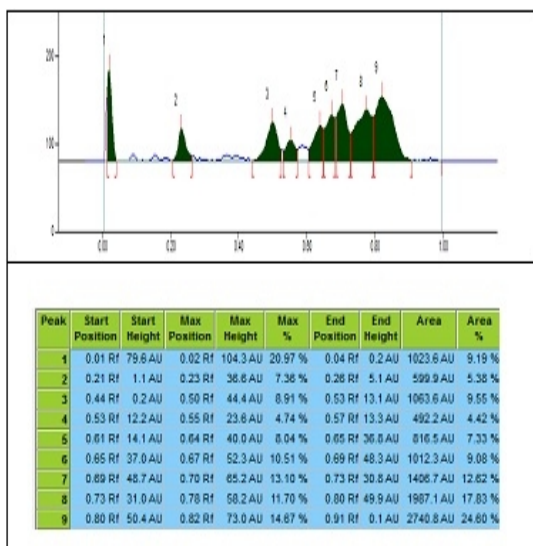 200
100
0
0.00 0.20 0.40 0.60 0.80 1.00
1 2 3 4 5 6 7 8 9
Peak Start Position Start Height Max Position Max Height Max % End Position End Height Area Area %
1 0.01 Rf 79.6 AU 0.02 Rf 104.3 AU 20.97 % 0.04 Rf 0.2 AU 1023.6 AU 9.19 %
2 0.21 Rf 1.1 AU 0.23 Rf 36.6 AU 7.36 % 0.26 Rf 5.1 AU 599.9 AU 5.38 %
3 0.44 Rf 0.2 AU 0.50 Rf 44.4 AU 8.91 % 0.53 Rf 13.1 AU 1063.6 AU 9.55 %
4 0.53 Rf 12.2 AU 0.55 Rf 23.6 AU 4.74 % 0.57 Rf 13.3 AU 492.2 AU 4.42 %
5 0.61 Rf 14.1 AU 0.64 Rf 40.0 AU 8.04 % 0.65 Rf 36.8 AU 816.5 AU 7.33 %
6 0.65 Rf 37.0 AU 0.67 Rf 52.3 AU 10.51 % 0.69 Rf 48.3 AU 1012.3 AU 9.08 %
7 0.69 Rf 48.7 AU 0.70 Rf 65.2 AU 13.10 % 0.73 Rf 30.8 AU 1406.7 AU 12.62 %
8 0.73 Rf 31.0 AU 0.78 Rf 58.2 AU 11.70 % 0.80 Rf 49.9 AU 1987.1 AU 17.83 %
9 0.80 Rf 50.4 AU 0.82 Rf 73.0 AU 14.67 % 0.91 Rf 0.1 AU 2740.8 AU 24.60 %